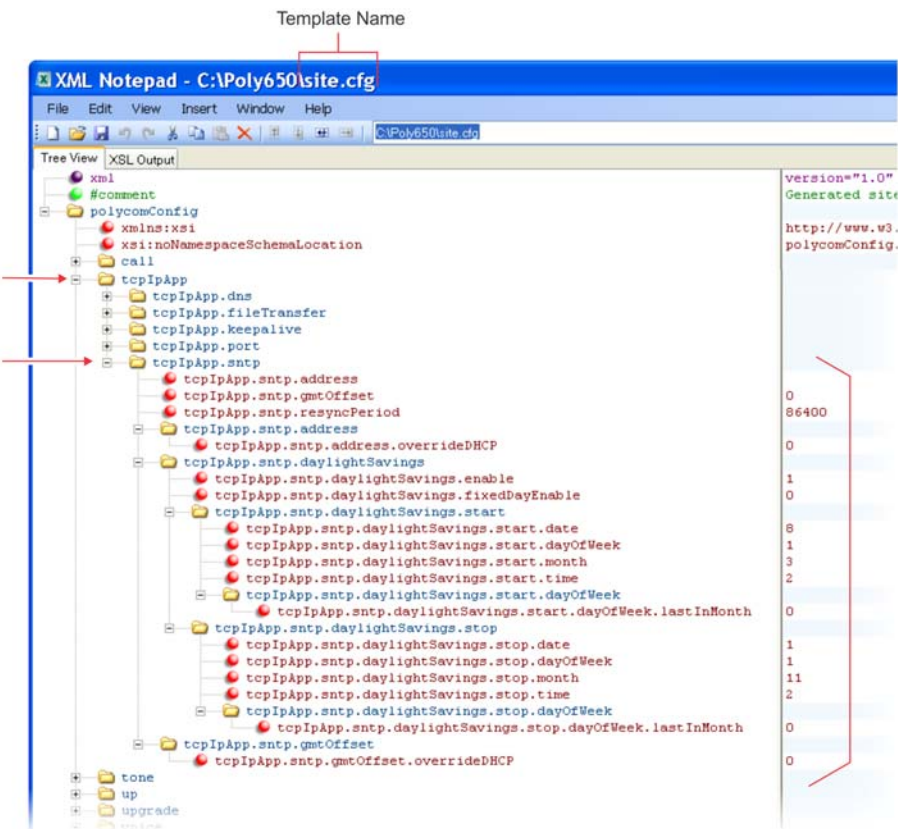 Template Name
XML Notepad - C:\Poly650\site.cfg
File Edit View Insert Window Help
C:\Poly650\site.cfg
Tree View XSL Output
xml version="1.0"
#comment Generated site
polycomConfig
xmlns:xsi http://www.w3.
xsi:noNamespaceSchemaLocation polycomConfig.
call
tcpIpApp
tcpIpApp.dns
tcpIpApp.fileTransfer
tcpIpApp.keepalive
tcpIpApp.port
tcpIpApp.sntp
tcpIpApp.sntp.address
tcpIpApp.sntp.gmtOffset 0
tcpIpApp.sntp.resyncPeriod 86400
tcpIpApp.sntp.address
tcpIpApp.sntp.address.overrideDHCP 0
tcpIpApp.sntp.daylightSavings
tcpIpApp.sntp.daylightSavings.enable 1
tcpIpApp.sntp.daylightSavings.fixedDayEnable 0
tcpIpApp.sntp.daylightSavings.start
tcpIpApp.sntp.daylightSavings.start.date 8
tcpIpApp.sntp.daylightSavings.start.dayOfWeek 1
tcpIpApp.sntp.daylightSavings.start.month 3
tcpIpApp.sntp.daylightSavings.start.time 2
tcpIpApp.sntp.daylightSavings.start.dayOfWeek
tcpIpApp.sntp.daylightSavings.start.dayOfWeek.lastInMonth 0
tcpIpApp.sntp.daylightSavings.stop
tcpIpApp.sntp.daylightSavings.stop.date 1
tcpIpApp.sntp.daylightSavings.stop.dayOfWeek 1
tcpIpApp.sntp.daylightSavings.stop.month 11
tcpIpApp.sntp.daylightSavings.stop.time 2
tcpIpApp.sntp.daylightSavings.stop.dayOfWeek
tcpIpApp.sntp.daylightSavings.stop.dayOfWeek.lastInMonth 0
tcpIpApp.sntp.gmtOffset
tcpIpApp.sntp.gmtOffset.overrideDHCP 0
tone
up
upgrade
voice